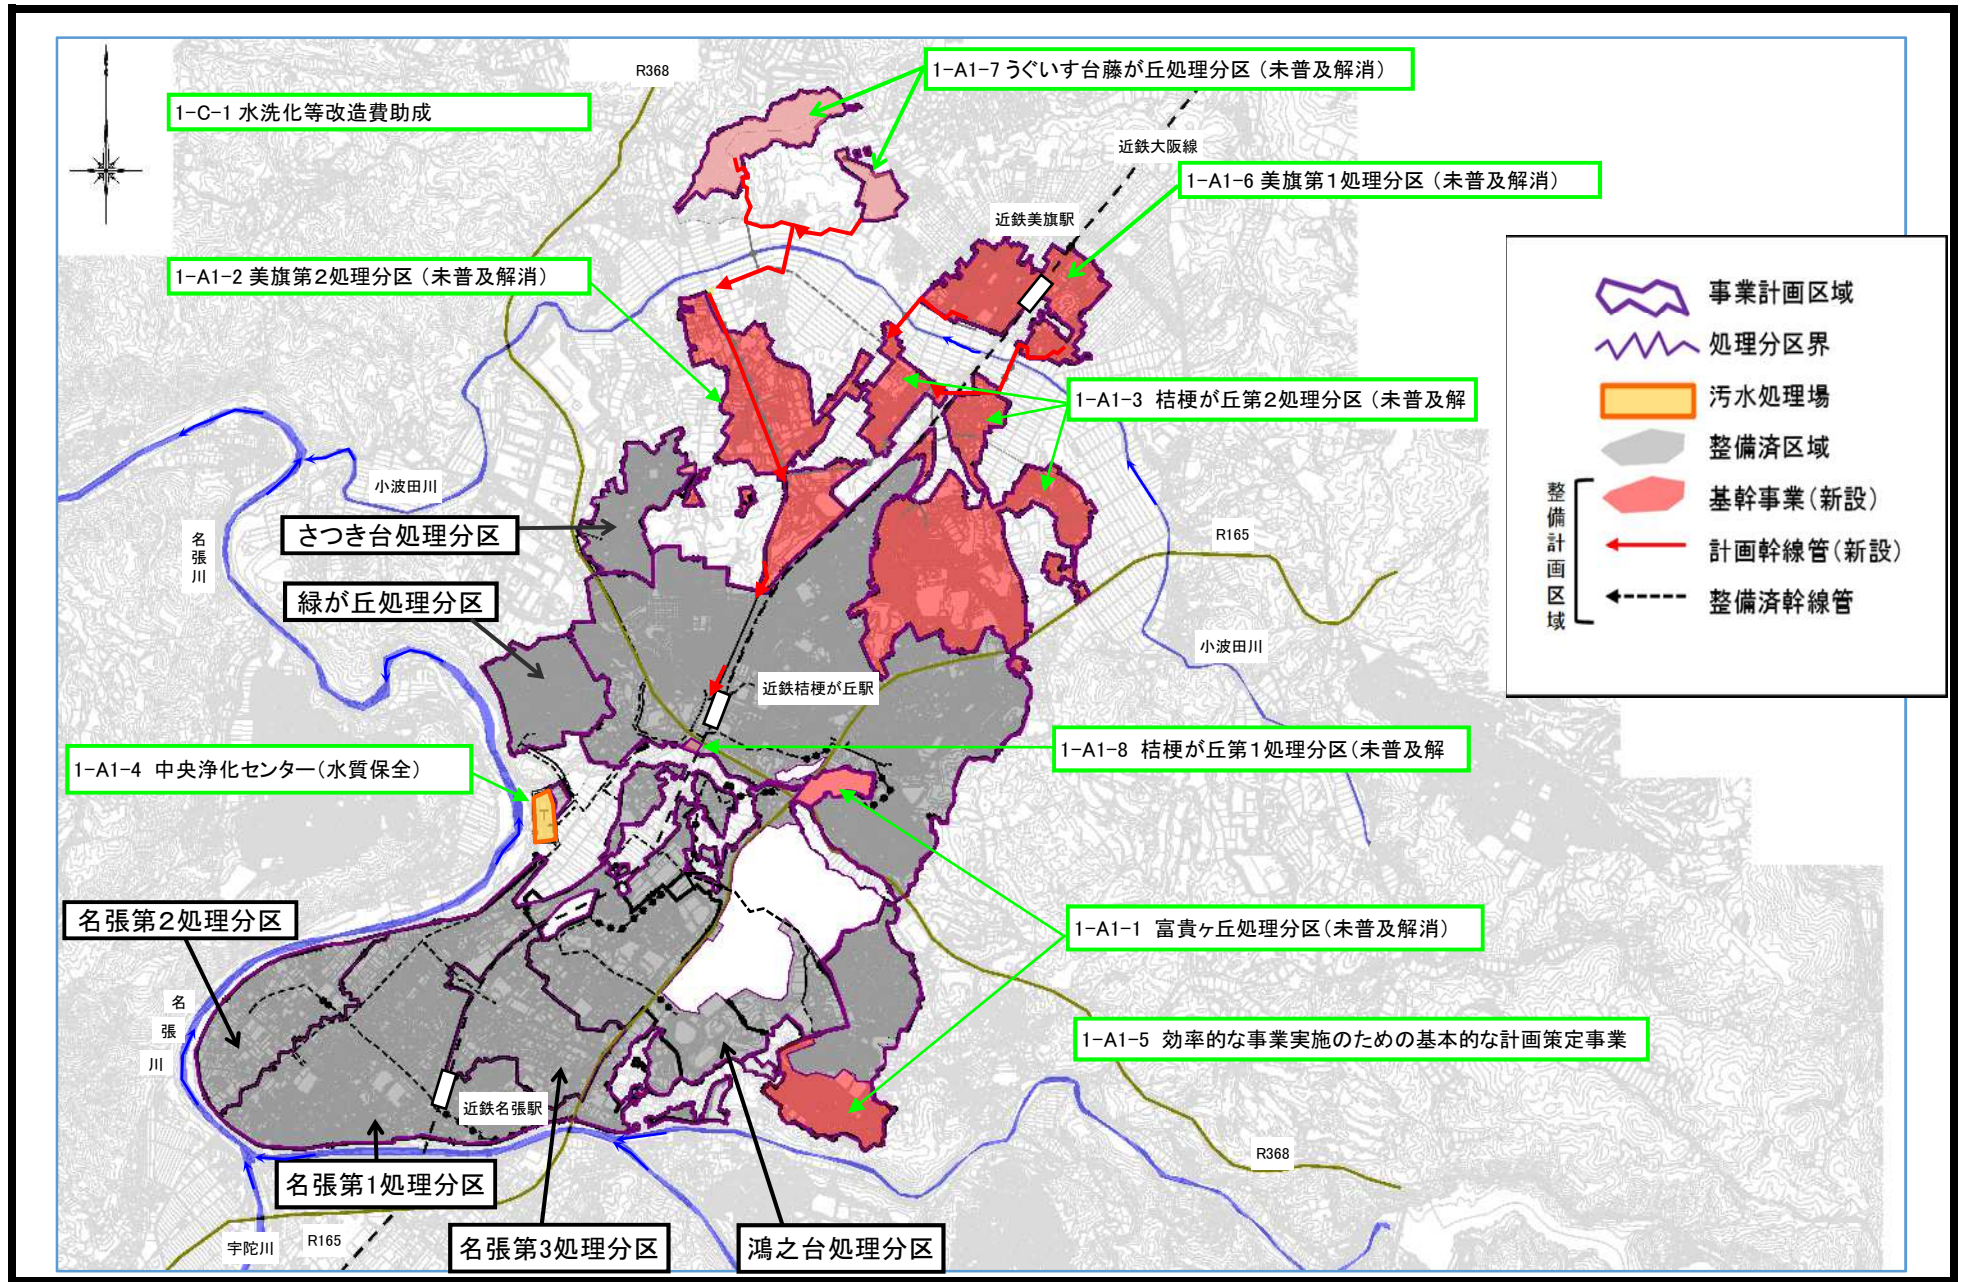 R368
1-A1-7 うぐいす台藤が丘処理分区（未普及解消）
1-C-1 水洗化等改造費助成
近鉄大阪線
1-A1-6 美旗第１処理分区（未普及解消）
近鉄美旗駅
1-A1-2 美旗第２処理分区（未普及解消）
事業計画区域
処理分区界
汚水処理場
整備済区域
整備計画区域
基幹事業（新設）
計画幹線管（新設）
整備済幹線管
1-A1-3 桔梗が丘第２処理分区（未普及解
小波田川
さつき台処理分区
名張川
R165
緑が丘処理分区
小波田川
近鉄桔梗が丘駅
1-A1-8 桔梗が丘第１処理分区（未普及解
1-A1-4 中央浄化センター（水質保全）
名張第２処理分区
1-A1-1 富貴ヶ丘処理分区（未普及解消）
名張川
1-A1-5 効率的な事業実施のための基本的な計画策定事業
近鉄名張駅
R368
名張第1処理分区
宇陀川
R165
名張第3処理分区
鴻之台処理分区